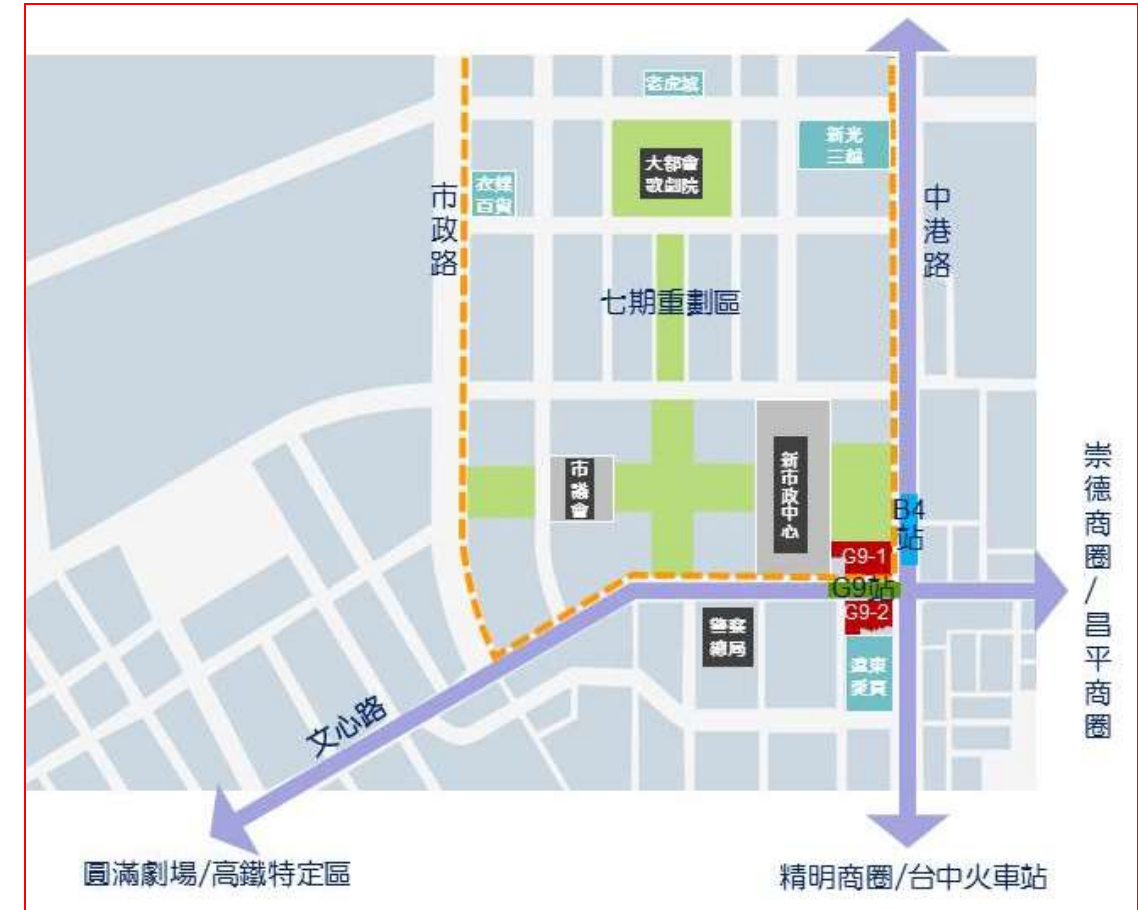 老虎城
新光
三越
大都會
歌劇院
衣蝶
百貨
市政路
中港路
七期重劃區
崇德商圈/昌平商圈
市議會
新市政中心
B4
站
G9-1
G9站
G9-2
警察
總局
遠東
愛買
文心路
圓滿劇場/高鐵特定區
精明商圈/台中火車站